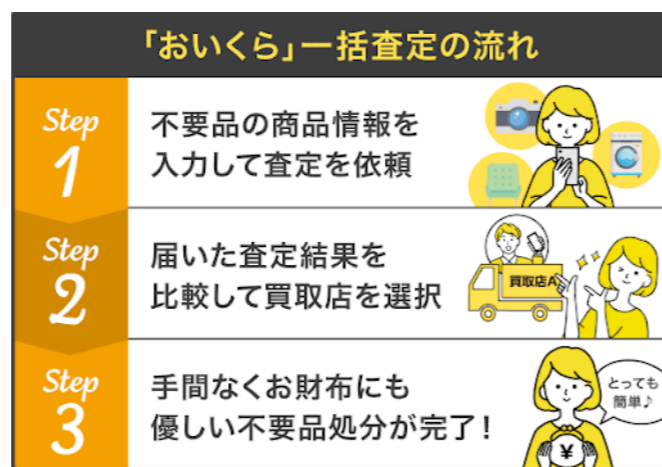 「おいくら」一括査定の流れ
Step
1
不要品の商品情報を
入力して査定を依頼
Step
2
届いた査定結果を
比較して買取店を選択
買取店A
Step
3
手間なくお財布にも
優しい不要品処分が完了!
とっても
簡単♪
¥